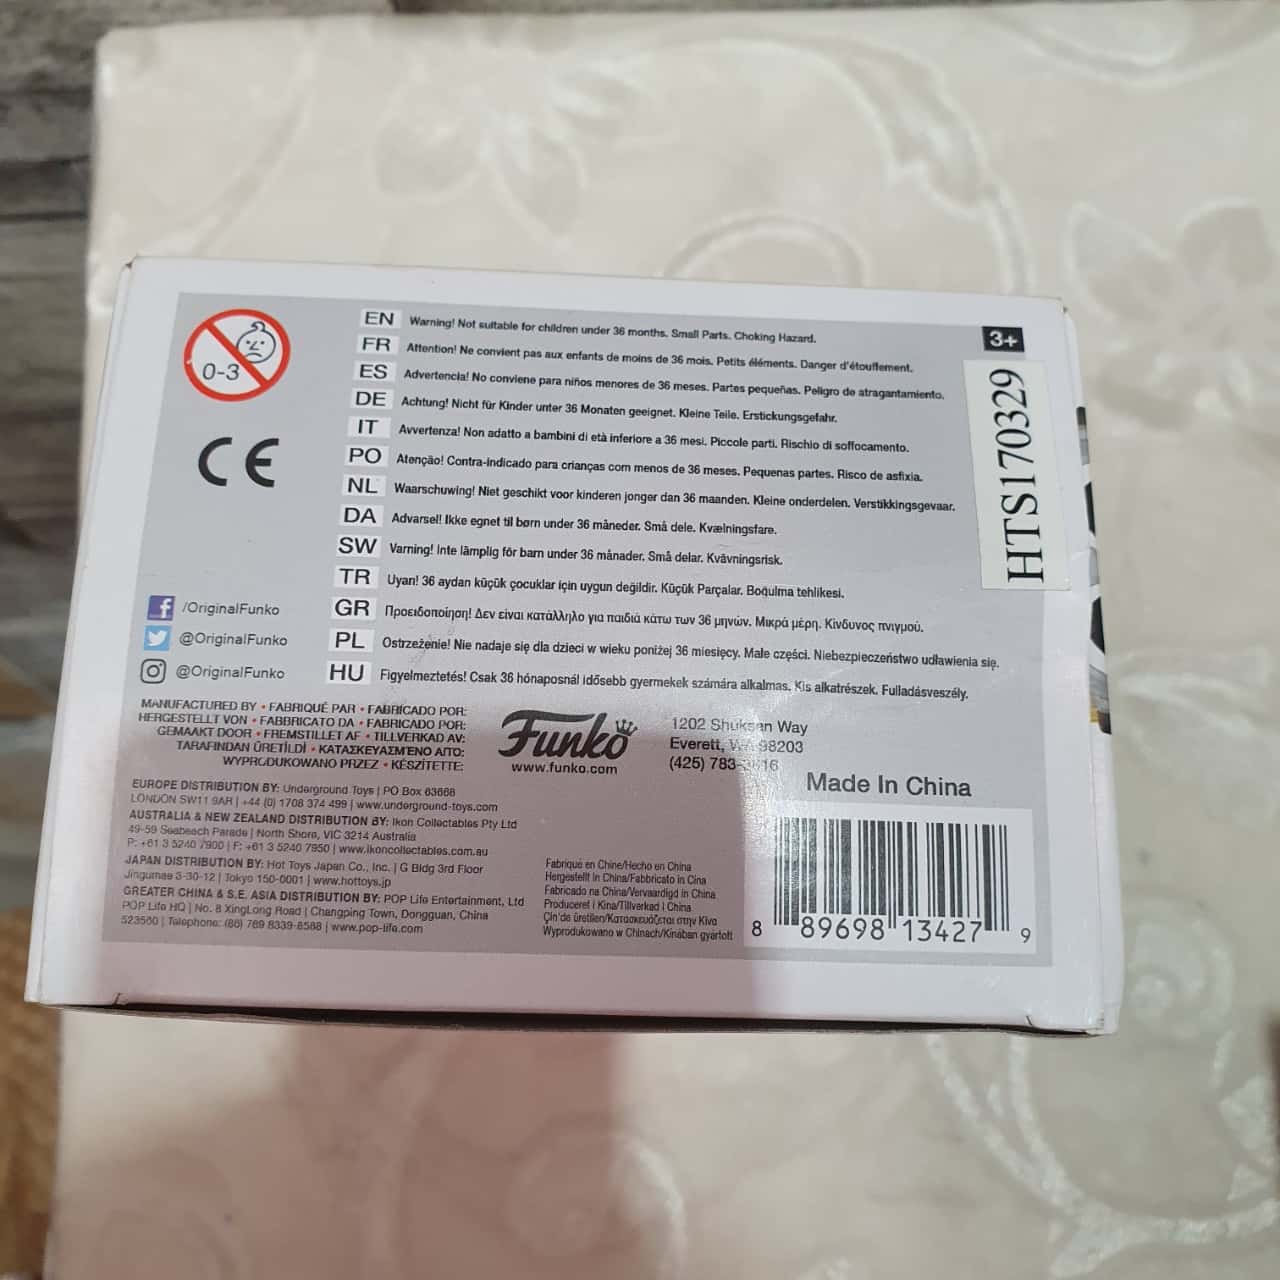 0-3
CE
EN Warning! Not suitable for children under 36 months. Small Parts. Choking Hazard.
FR Attention! Ne convient pas aux enfants de moins de 36 mois. Petits éléments. Danger d'étouffement.
ES Advertencia! No conviene para niños menores de 36 meses. Partes pequeñas. Peligro de atragantamiento.
DE Achtung! Nicht für Kinder unter 36 Monaten geeignet. Kleine Teile. Erstickungsgefahr.
IT Avvertenza! Non adatto a bambini di età inferiore a 36 mesi. Piccole parti. Rischio di soffocamento.
PO Atenção! Contra-indicado para crianças com menos de 36 meses. Pequenas partes. Risco de asfixia.
NL Waarschuwing! Niet geschikt voor kinderen jonger dan 36 maanden. Kleine onderdelen. Verstikkingsgevaar.
DA Advarsel! Ikke egnet til børn under 36 måneder. Små dele. Kvælningsfare.
SW Varning! Inte lämplig för barn under 36 månader. Små delar. Kvävningsrisk.
TR Uyarı! 36 aydan küçük çocuklar için uygun değildir. Küçük Parçalar. Boğulma tehlikesi.
GR Προειδοποίηση! Δεν είναι κατάλληλο για παιδιά κάτω των 36 μηνών. Μικρά μέρη. Κίνδυνος πνιγμού.
PL Ostrzeżenie! Nie nadaje się dla dzieci w wieku poniżej 36 miesięcy. Małe części. Niebezpieczeństwo udławienia się.
HU Figyelmeztetés! Csak 36 hónaposnál idősebb gyermekek számára alkalmas. Kis alkatrészek. Fulladásveszély.
3+
HTS170329
/OriginalFunko
@OriginalFunko
@OriginalFunko
MANUFACTURED BY • FABRIQUÉ PAR • FABRICADO POR:
HERGESTELLT VON • FABBRICATO DA • FABRICADO POR:
GEMAAKT DOOR • FREMSTILLET AF • TILLVERKAD AV:
TARAFINDAN ÜRETİLDİ • ΚΑΤΑΣΚΕΥΑΣΜΈΝΟ ΑΠΌ:
WYPRODUKOWANO PRZEZ • KÉSZÍTETTE:
Funko
www.funko.com
1202 Shuksan Way
Everett, WA 98203
(425) 783-
Made In China
EUROPE DISTRIBUTION BY: Underground Toys | PO Box 63668
LONDON SW11 9AR | +44 (0) 1708 374 499 | www.underground-toys.com
AUSTRALIA & NEW ZEALAND DISTRIBUTION BY: Ikon Collectables Pty Ltd
49-59 Seabeach Parade | North Shore, VIC 3214 Australia
P: +61 3 5240 7900 | F: +61 3 5240 7950 | www.ikoncollectables.com.au
JAPAN DISTRIBUTION BY: Hot Toys Japan Co., Inc. | G Bldg 3rd Floor
Jingumae 3-30-12 | Tokyo 150-0001 | www.hottoys.jp
GREATER CHINA & S.E. ASIA DISTRIBUTION BY: POP Life Entertainment, Ltd
POP Life HQ | No. 8 XingLong Road | Changping Town, Dongguan, China
523560 | Telephone: (86) 769 8339-8588 | www.pop-life.com
Fabriqué en Chine/Hecho en China
Hergestellt in China/Fabbricato in Cina
Fabricado na China/Vervaardigd in China
Produceret i Kina/Tillverkad i China
Çin'de üretilen/Κατασκευάζεται στην Κίνα
Wyprodukowano w Chinach/Kínában gyártott
8 89698 13427 9